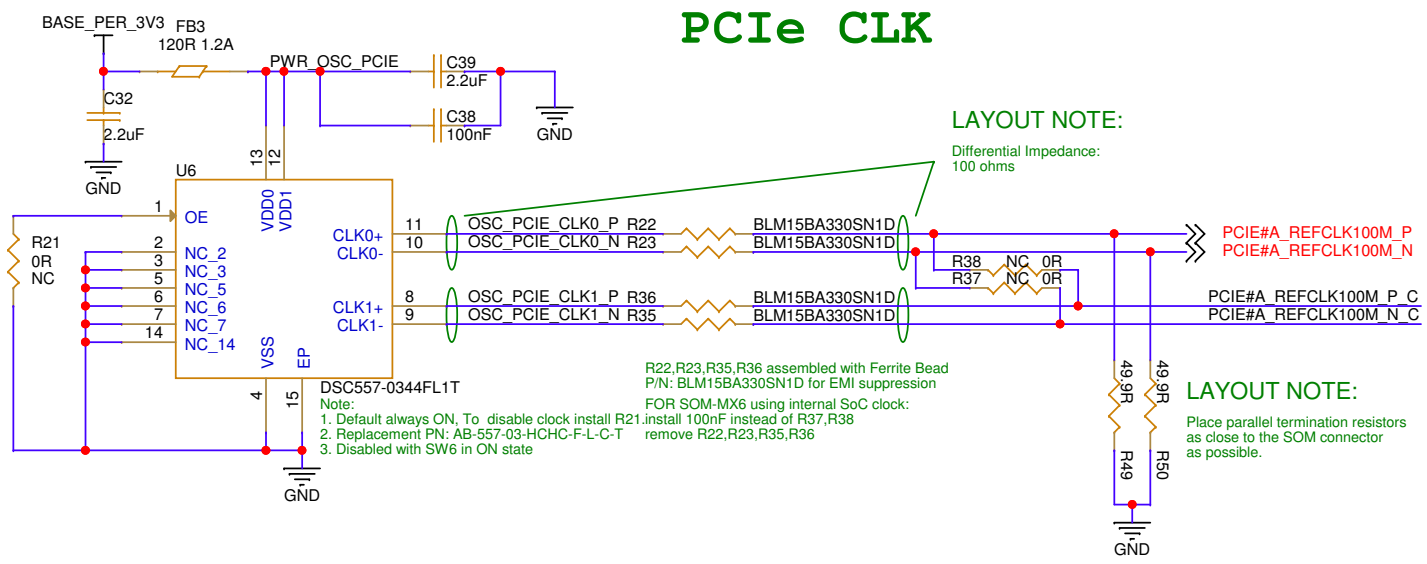 PCIe CLK
BASE_PER_3V3
FB3
120R 1.2A
PWR_OSC_PCIE
C39
2.2uF
C32
2.2uF
C38
100nF
GND
GND
LAYOUT NOTE:
Differential Impedance:
100 ohms
U6
13
12
VDD0
VDD1
1
OE
2
NC_2
3
NC_3
5
NC_5
6
NC_6
7
NC_7
14
NC_14
R21
0R
NC
CLK0+
11
OSC_PCIE_CLK0_P
R22
BLM15BA330SN1D
PCIE#A_REFCLK100M_P
CLK0-
10
OSC_PCIE_CLK0_N
R23
BLM15BA330SN1D
PCIE#A_REFCLK100M_N
R38
NC
0R
R37
NC
0R
CLK1+
8
OSC_PCIE_CLK1_P
R36
BLM15BA330SN1D
PCIE#A_REFCLK100M_P_C
CLK1-
9
OSC_PCIE_CLK1_N
R35
BLM15BA330SN1D
PCIE#A_REFCLK100M_N_C
VSS
EP
4
15
DSC557-0344FL1T
Note:
1. Default always ON, To disable clock install R21.
2. Replacement PN: AB-557-03-HCHC-F-L-C-T
3. Disabled with SW6 in ON state
R22,R23,R35,R36 assembled with Ferrite Bead
P/N: BLM15BA330SN1D for EMI suppression
FOR SOM-MX6 using internal SoC clock:
install 100nF instead of R37,R38
remove R22,R23,R35,R36
49.9R
49.9R
R49
R50
LAYOUT NOTE:
Place parallel termination resistors
as close to the SOM connector
as possible.
GND
GND